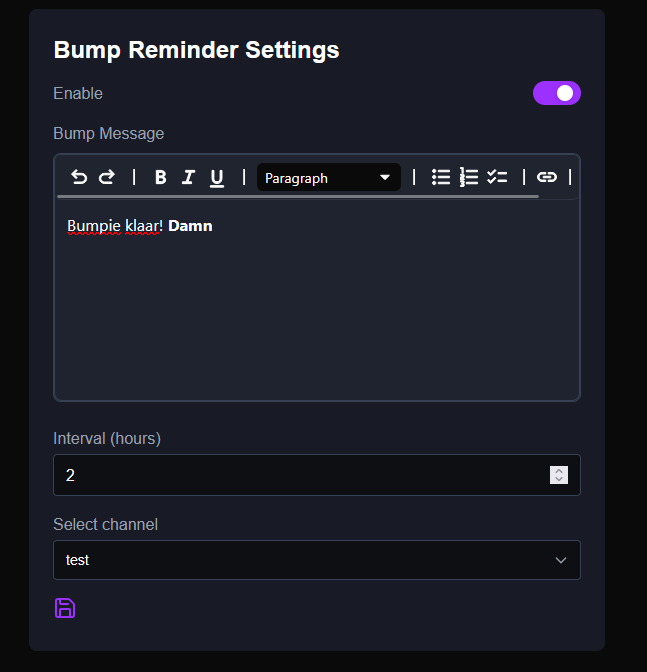 Bump Reminder Settings
Enable
Bump Message
B I U Paragraph
Bumpie klaar! Damn
Interval (hours)
2
Select channel
test